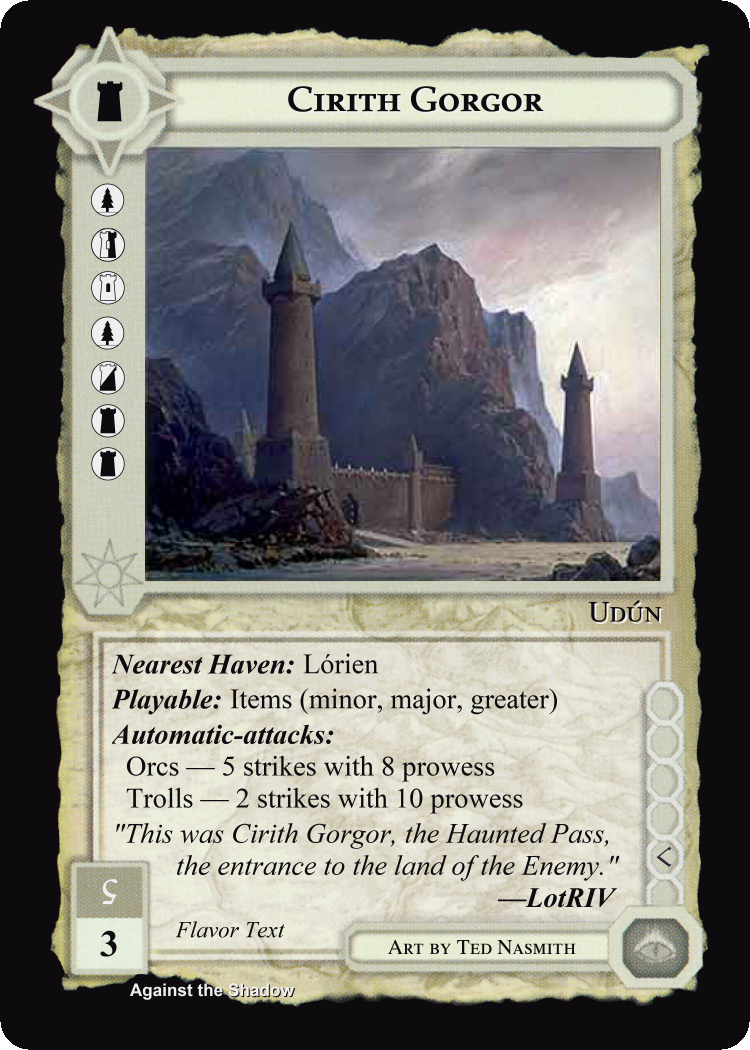 Cirith Gorgor
Udún
Nearest Haven: Lórien
Playable: Items (minor, major, greater)
Automatic-attacks:
Orcs — 5 strikes with 8 prowess
Trolls — 2 strikes with 10 prowess
"This was Cirith Gorgor, the Haunted Pass,
the entrance to the land of the Enemy."
—LotRIV
3
Flavor Text
Art by Ted Nasmith
Against the Shadow